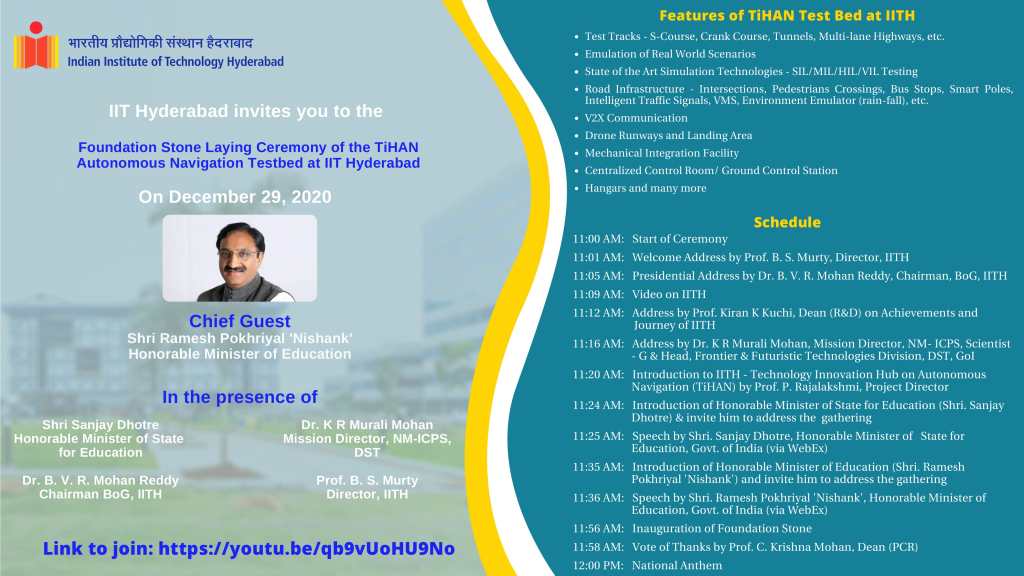 भारतीय प्रौद्योगिकी संस्थान हैदराबाद
Indian Institute of Technology Hyderabad
IIT Hyderabad invites you to the
Foundation Stone Laying Ceremony of the TiHAN
Autonomous Navigation Testbed at IIT Hyderabad
On December 29, 2020
Chief Guest
Shri Ramesh Pokhriyal 'Nishank'
Honorable Minister of Education
In the presence of
Shri Sanjay Dhotre
Honorable Minister of State
for Education
Dr. K R Murali Mohan
Mission Director, NM-ICPS,
DST
Dr. B. V. R. Mohan Reddy
Chairman BoG, IITH
Prof. B. S. Murty
Director, IITH
Link to join: https://youtu.be/qb9vUoHU9No
Features of TiHAN Test Bed at IITH
• Test Tracks - S-Course, Crank Course, Tunnels, Multi-lane Highways, etc.
• Emulation of Real World Scenarios
• State of the Art Simulation Technologies - SIL/MIL/HIL/VIL Testing
• Road Infrastructure - Intersections, Pedestrians Crossings, Bus Stops, Smart Poles,
Intelligent Traffic Signals, VMS, Environment Emulator (rain-fall), etc.
• V2X Communication
• Drone Runways and Landing Area
• Mechanical Integration Facility
• Centralized Control Room/ Ground Control Station
• Hangars and many more
Schedule
11:00 AM: Start of Ceremony
11:01 AM: Welcome Address by Prof. B. S. Murty, Director, IITH
11:05 AM: Presidential Address by Dr. B. V. R. Mohan Reddy, Chairman, BoG, IITH
11:09 AM: Video on IITH
11:12 AM: Address by Prof. Kiran K Kuchi, Dean (R&D) on Achievements and
Journey of IITH
11:16 AM: Address by Dr. K R Murali Mohan, Mission Director, NM- ICPS, Scientist
- G & Head, Frontier & Futuristic Technologies Division, DST, GoI
11:20 AM: Introduction to IITH - Technology Innovation Hub on Autonomous
Navigation (TiHAN) by Prof. P. Rajalakshmi, Project Director
11:24 AM: Introduction of Honorable Minister of State for Education (Shri. Sanjay
Dhotre) & invite him to address the gathering
11:25 AM: Speech by Shri. Sanjay Dhotre, Honorable Minister of State for
Education, Govt. of India (via WebEx)
11:35 AM: Introduction of Honorable Minister of Education (Shri. Ramesh
Pokhriyal 'Nishank') and invite him to address the gathering
11:36 AM: Speech by Shri. Ramesh Pokhriyal 'Nishank', Honorable Minister of
Education, Govt. of India (via WebEx)
11:56 AM: Inauguration of Foundation Stone
11:58 AM: Vote of Thanks by Prof. C. Krishna Mohan, Dean (PCR)
12:00 PM: National Anthem